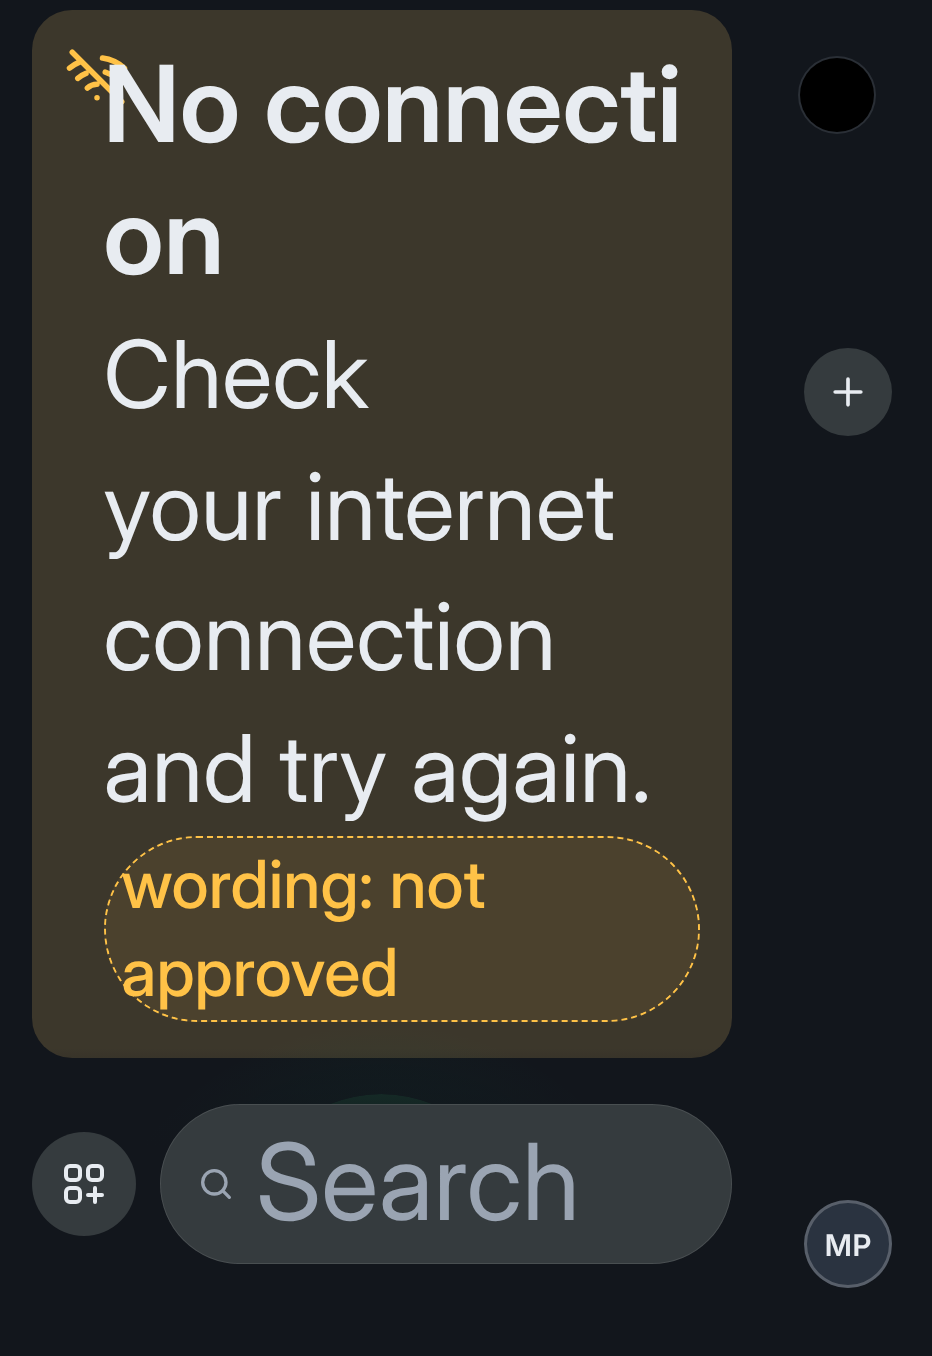 No connecti
on
Check
your internet
connection
and try again.
wording: not
approved
Search
MP